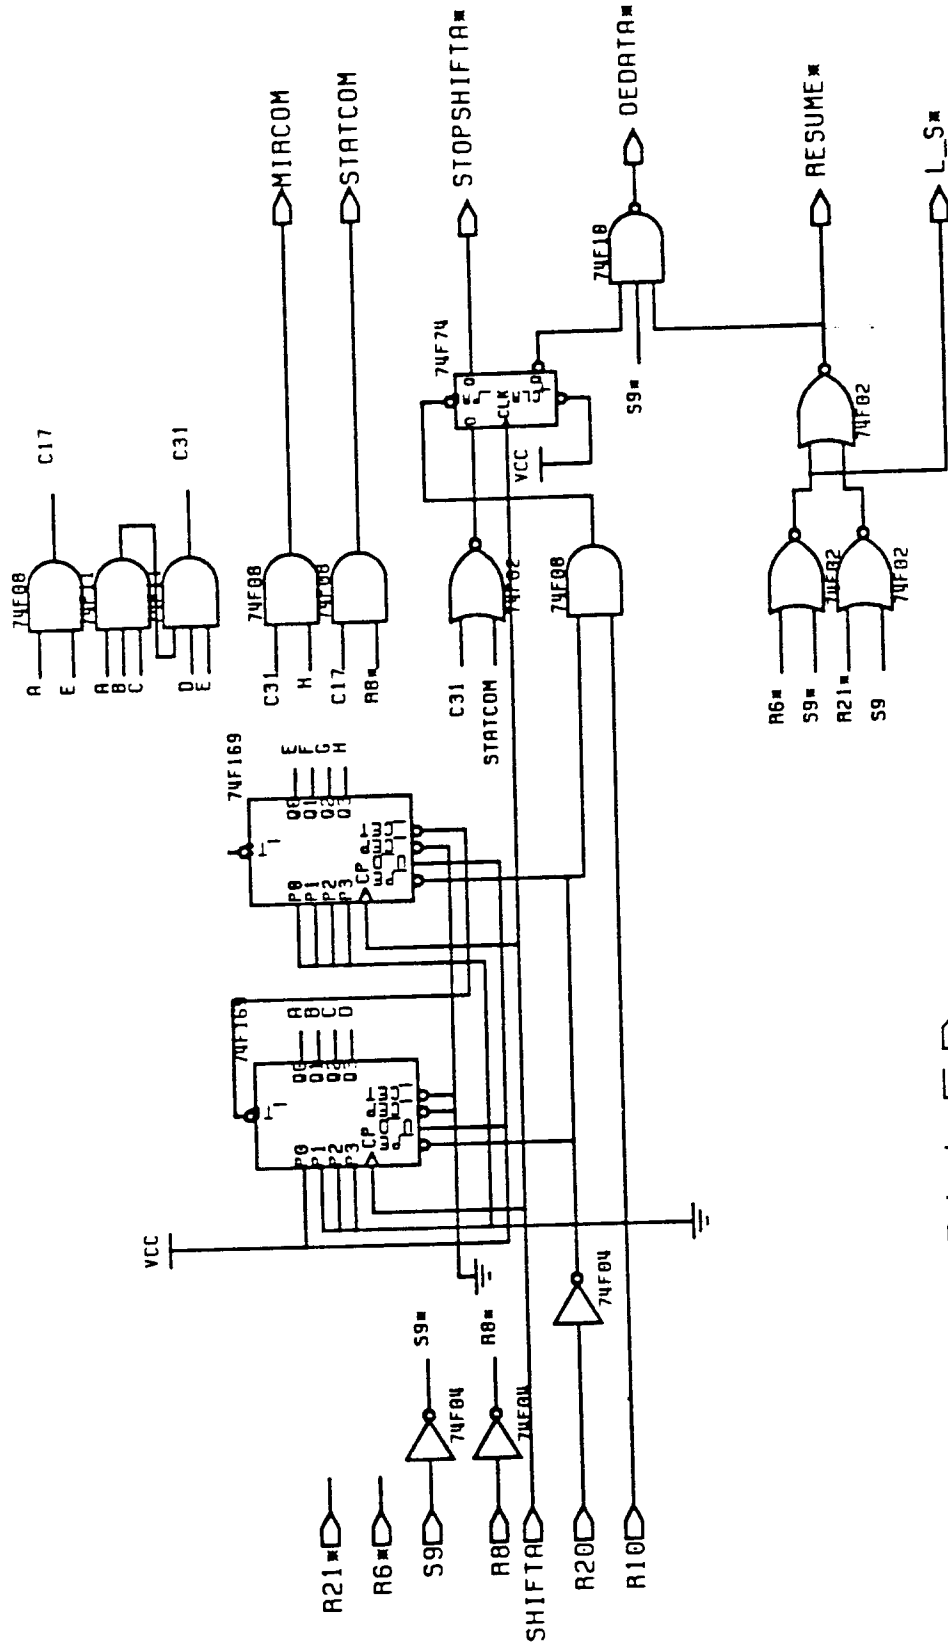 R21*
R6*
S9
R8
SHIFTA
R20
R10
74F04
S9*
74F04
R8*
74F04
VCC
P0
P1
P2
P3
CP
Q0
Q1
Q2
Q3
A
B
C
D
74F169
P0
P1
P2
P3
CP
Q0
Q1
Q2
Q3
E
F
G
H
A
E
74F08
C17
A
B
C
D
E
C31
C31
H
74F08
MIRCOM
C17
R8*
74F08
STATCOM
C31
STATCOM
74F02
74F08
VCC
D
CLK
Q
74F74
STOPSHIFTA*
S9*
74F10
OEDATA*
R6*
S9*
74F02
R21*
S9
74F02
74F02
RESUME*
L_S*